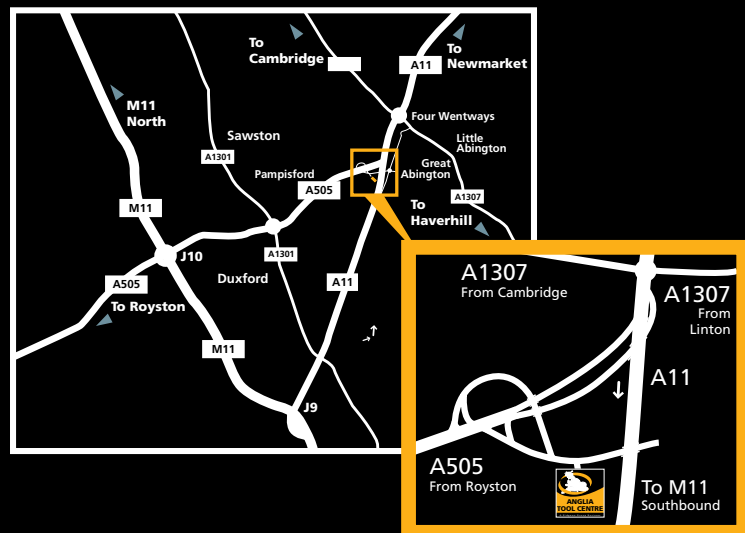 To
Cambridge
To
Newmarket
A11
M11
North
Four Wentways
Sawston
Little
Abington
A1301
Great
Abington
Pampisford
A505
A1307
M11
To
Haverhill
J10
A1301
Duxford
A11
A505
To Royston
M11
J9
A1307
From Cambridge
A1307
From
Linton
A11
A505
From Royston
To M11
Southbound
ANGLIA
TOOL CENTRE